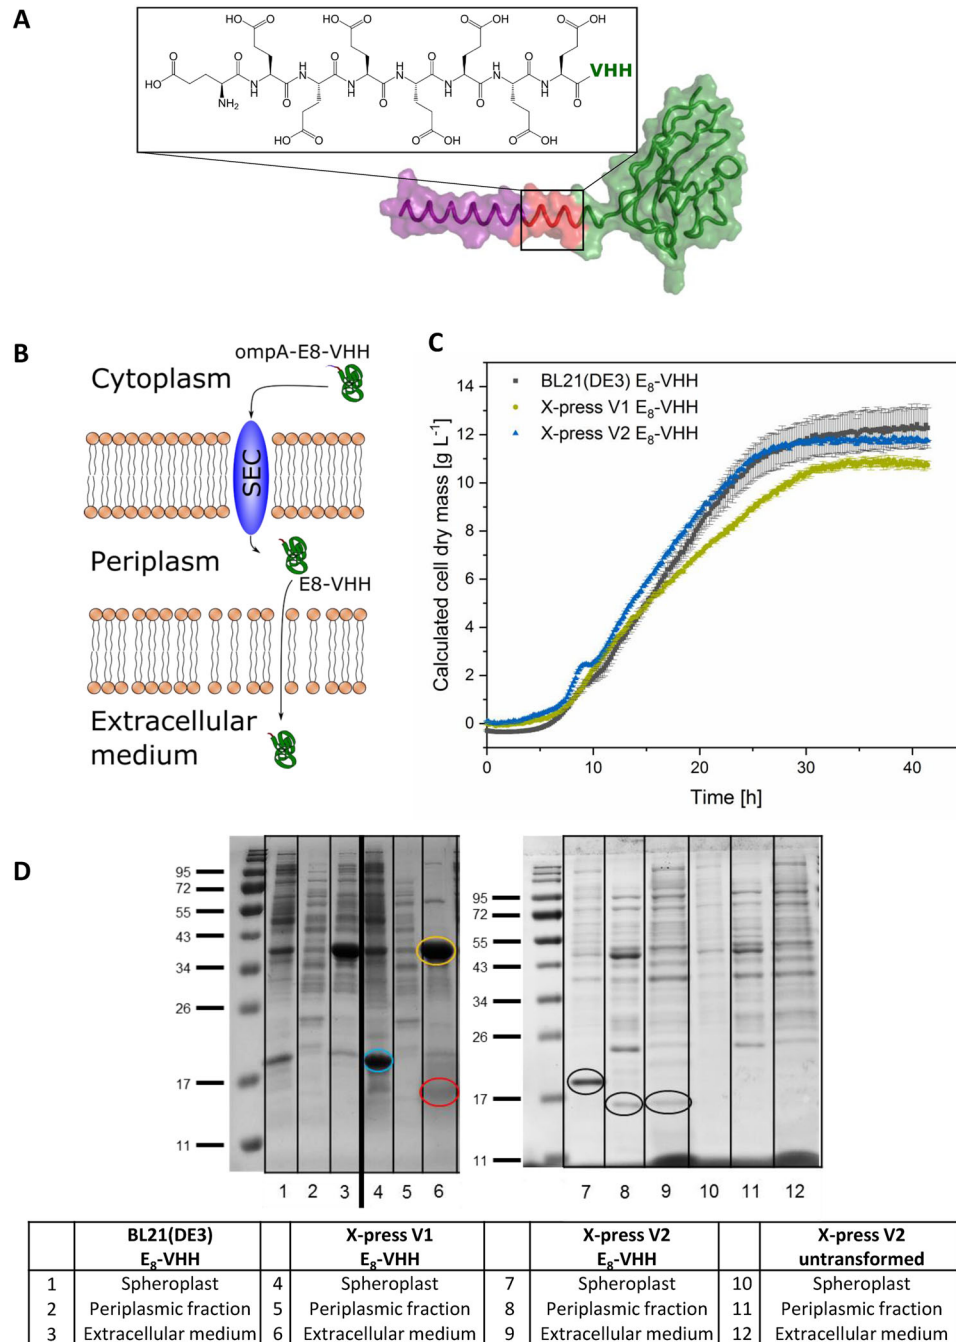 A
HO O
O OH
HO O
O OH
O OH
O
HO
NH2
O
H
N
O
H
N
O
H
N
O
H
N
O
H
N
O
H
N
O
H
N
O
VHH
HO O
O OH
O OH
B
ompA-E8-VHH
Cytoplasm
SEC
Periplasm
E8-VHH
Extracellular
medium
C
BL21(DE3) E8-VHH
X-press V1 E8-VHH
X-press V2 E8-VHH
Calculated cell dry mass [g L-1]
14
12
10
8
6
4
2
0
0 10 20 30 40
Time [h]
D
95
72
55
43
34
26
17
11
1 2 3 4 5 6
95
72
55
43
34
26
17
11
7 8 9 10 11 12
BL21(DE3) X-press V1 X-press V2 X-press V2
E8-VHH E8-VHH E8-VHH untransformed
1 Spheroplast 4 Spheroplast 7 Spheroplast 10 Spheroplast
2 Periplasmic fraction 5 Periplasmic fraction 8 Periplasmic fraction 11 Periplasmic fraction
3 Extracellular medium 6 Extracellular medium 9 Extracellular medium 12 Extracellular medium